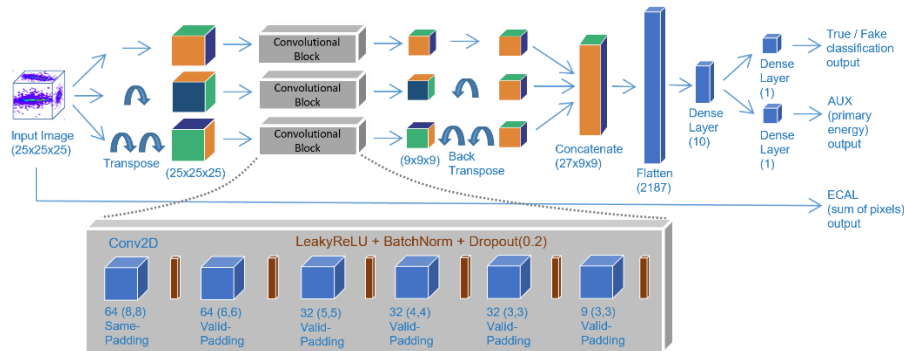 Input Image
(25x25x25)
Transpose
(25x25x25)
Convolutional
Block
Convolutional
Block
Convolutional
Block
(9x9x9)
Back
Transpose
Concatenate
(27x9x9)
Flatten
(2187)
Dense
Layer
(10)
Dense
Layer
(1)
Dense
Layer
(1)
True / Fake
classification
output
AUX
(primary
energy)
output
ECAL
(sum of pixels)
output
Conv2D
LeakyReLU + BatchNorm + Dropout(0.2)
64 (8,8)
Same-
Padding
64 (6,6)
Valid-
Padding
32 (5,5)
Valid-
Padding
32 (4,4)
Valid-
Padding
32 (3,3)
Valid-
Padding
9 (3,3)
Valid-
Padding